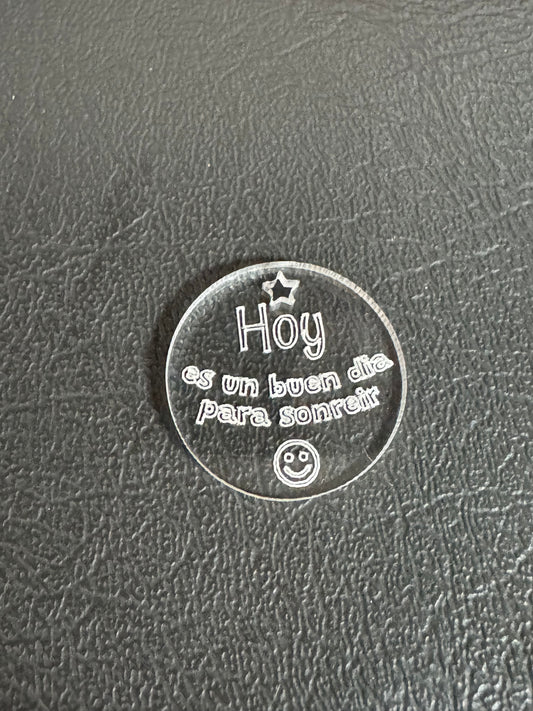 Hoy
es un buen dia
para sonreir